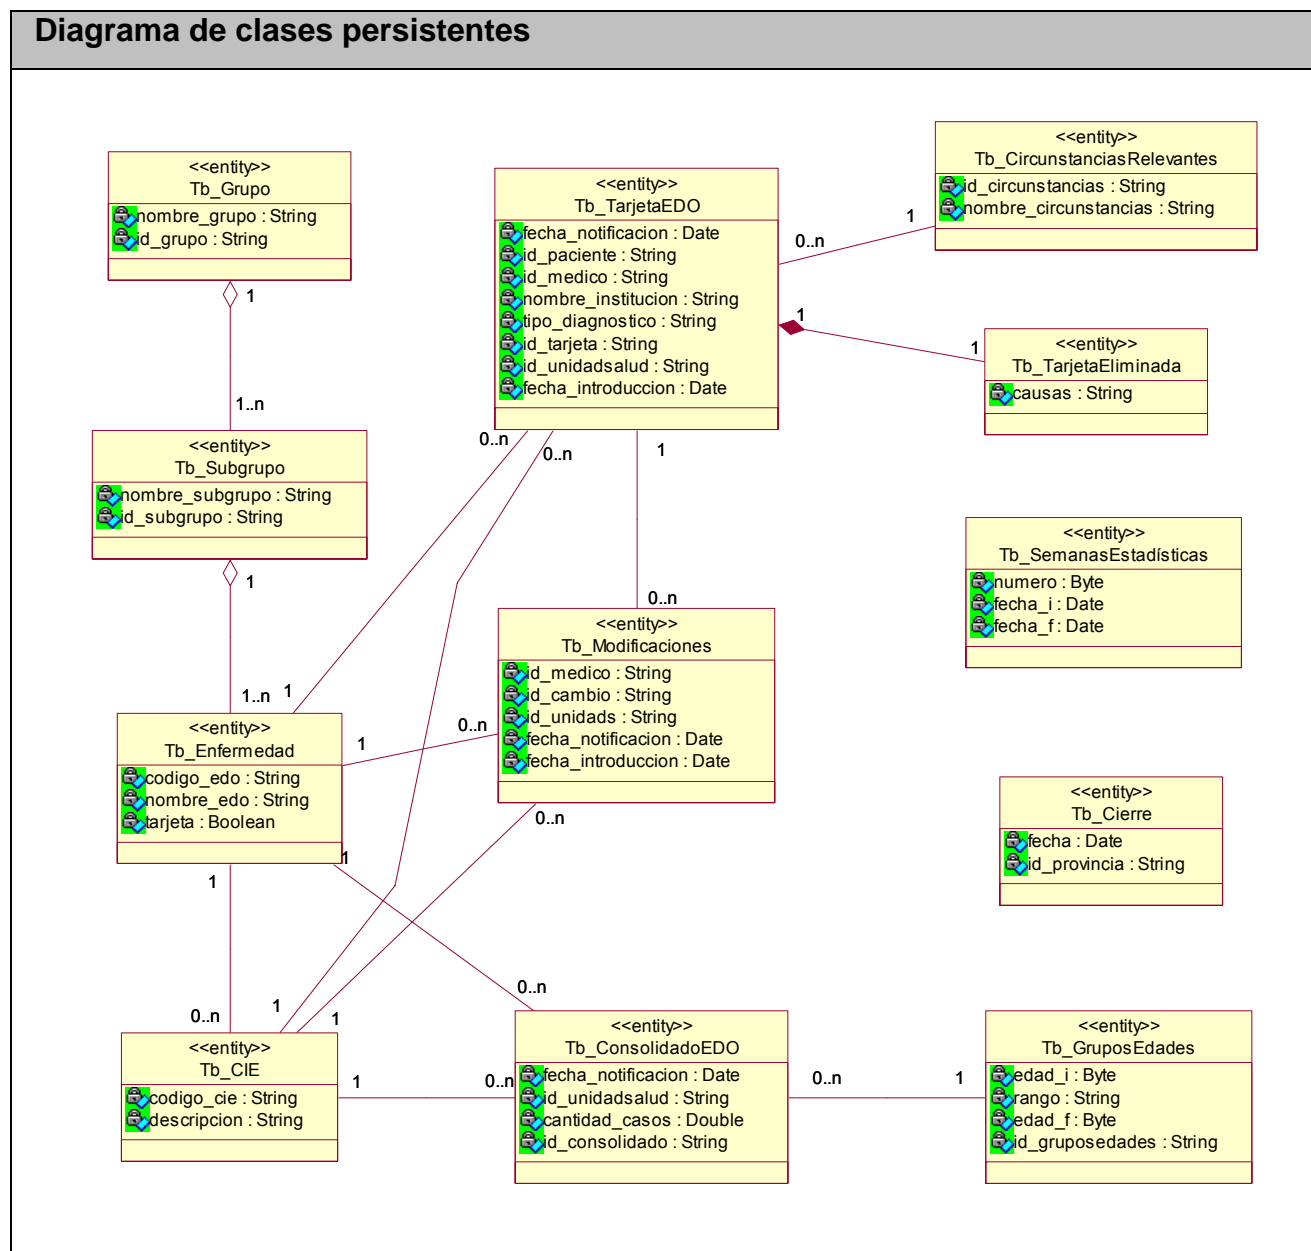 Diagrama de clases persistentes
<<entity>>
Tb_Grupo
nombre_grupo : String
id_grupo : String
1
1..n
<<entity>>
Tb_Subgrupo
nombre_subgrupo : String
id_subgrupo : String
1
1..n
<<entity>>
Tb_Enfermedad
codigo_edo : String
nombre_edo : String
tarjeta : Boolean
1
0..n
<<entity>>
Tb_CIE
codigo_cie : String
descripcion : String
<<entity>>
Tb_TarjetaEDO
fecha_notificacion : Date
id_paciente : String
id_medico : String
nombre_institucion : String
tipo_diagnostico : String
id_tarjeta : String
id_unidadsalud : String
fecha_introduccion : Date
0..n
0..n
1
0..n
1
1
1
0..n
<<entity>>
Tb_Modificaciones
id_medico : String
id_cambio : String
id_unidads : String
fecha_notificacion : Date
fecha_introduccion : Date
1
0..n
0..n
1
1
1
0..n
<<entity>>
Tb_ConsolidadoEDO
fecha_notificacion : Date
id_unidadsalud : String
cantidad_casos : Double
id_consolidado : String
1
0..n
0..n
1
<<entity>>
Tb_CircunstanciasRelevantes
id_circunstancias : String
nombre_circunstancias : String
1
0..n
<<entity>>
Tb_TarjetaEliminada
causas : String
<<entity>>
Tb_SemanasEstadísticas
numero : Byte
fecha_i : Date
fecha_f : Date
<<entity>>
Tb_Cierre
fecha : Date
id_provincia : String
<<entity>>
Tb_GruposEdades
edad_i : Byte
rango : String
edad_f : Byte
id_gruposedades : String